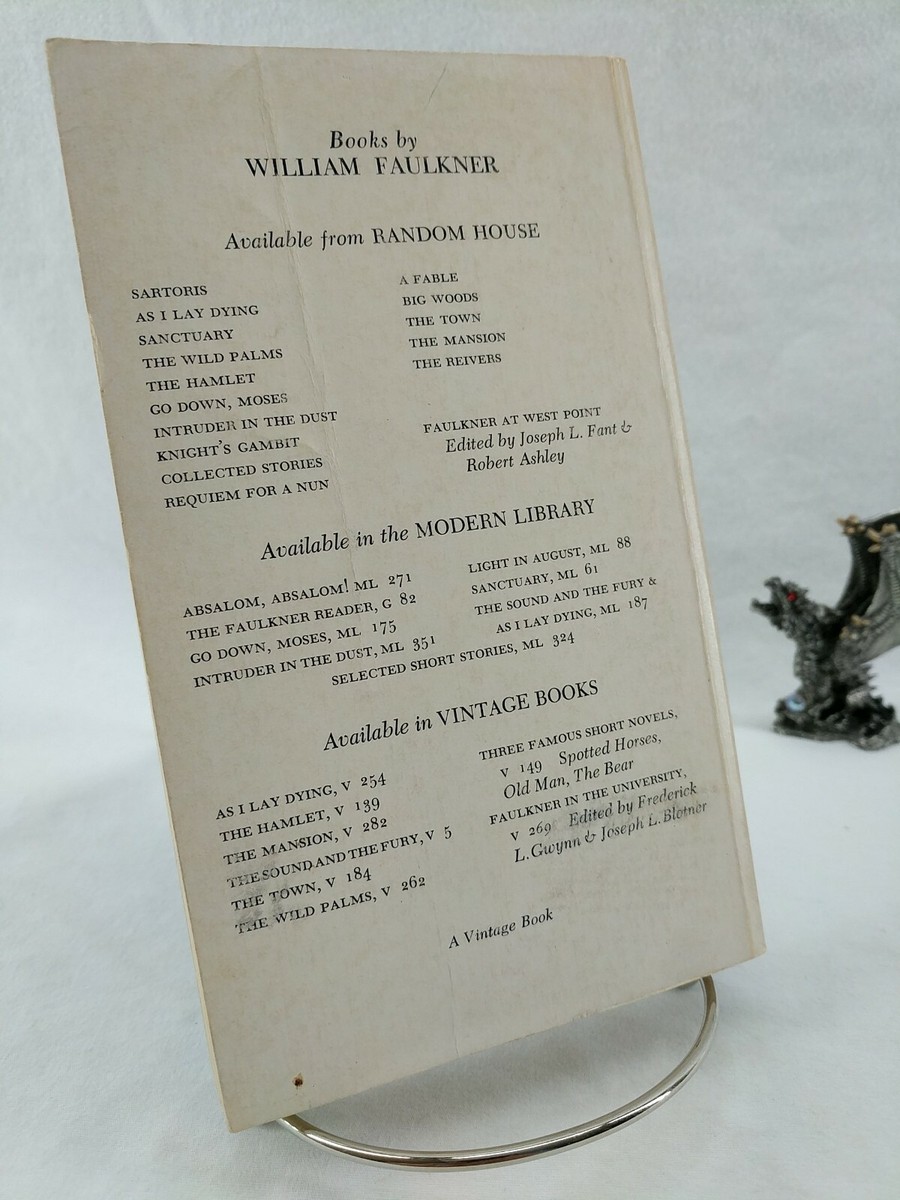 Books by
WILLIAM FAULKNER
Available from RANDOM HOUSE
SARTORIS
AS I LAY DYING
SANCTUARY
THE WILD PALMS
THE HAMLET
GO DOWN, MOSES
INTRUDER IN THE DUST
KNIGHT'S GAMBIT
COLLECTED STORIES
REQUIEM FOR A NUN
A FABLE
BIG WOODS
THE TOWN
THE MANSION
THE REIVERS
FAULKNER AT WEST POINT
Edited by Joseph L. Fant &
Robert Ashley
Available in the MODERN LIBRARY
ABSALOM, ABSALOM! ML 271
THE FAULKNER READER, G 82
GO DOWN, MOSES, ML 175
INTRUDER IN THE DUST, ML 351
LIGHT IN AUGUST, ML 88
SANCTUARY, ML 61
THE SOUND AND THE FURY &
AS I LAY DYING, ML 187
SELECTED SHORT STORIES, ML 324
Available in VINTAGE BOOKS
AS I LAY DYING, V 254
THE HAMLET, V 139
THE MANSION, V 282
THE SOUND AND THE FURY, V 5
THE TOWN, V 184
THE WILD PALMS, V 262
THREE FAMOUS SHORT NOVELS,
V 149 Spotted Horses,
Old Man, The Bear
FAULKNER IN THE UNIVERSITY,
V 269 Edited by Frederick
L. Gwynn & Joseph L. Blotner
A Vintage Book